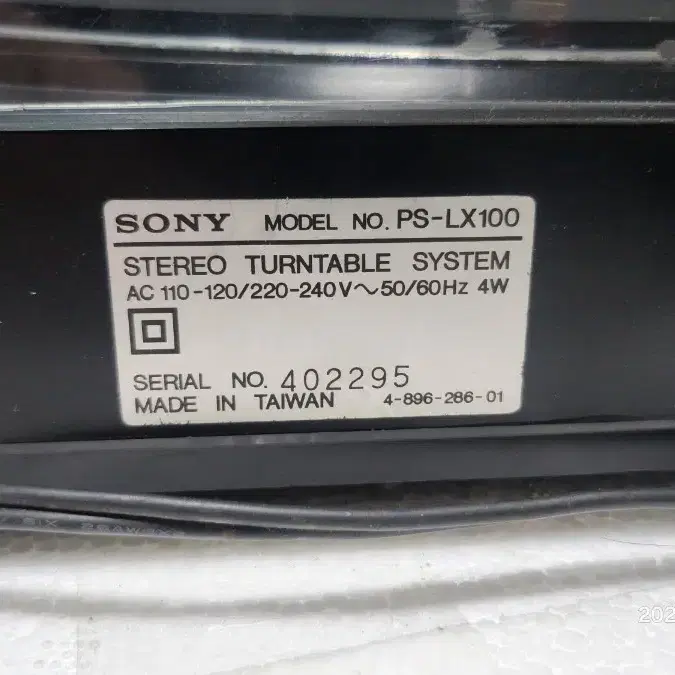 SONY MODEL NO. PS-LX100
STEREO TURNTABLE SYSTEM
AC 110-120/220-240V～50/60Hz 4W
SERIAL NO. 402295
MADE IN TAIWAN 4-896-286-01